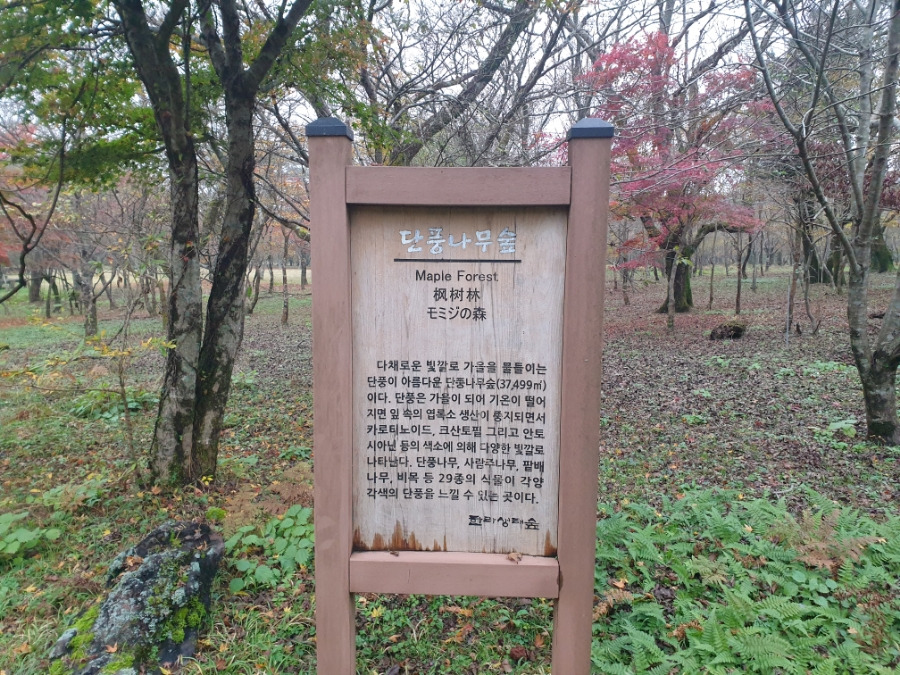 단풍나무숲
Maple Forest
枫树林
モミジの森
다채로운 빛깔로 가을을 물들이는
단풍이 아름다운 단풍나무숲(37,499㎡)
이다. 단풍은 가을이 되어 기온이 떨어
지면 잎 속의 엽록소 생산이 중지되면서
카로티노이드, 크산토필 그리고 안토
시아닌 등의 색소에 의해 다양한 빛깔로
나타난다. 단풍나무, 사람주나무, 팥배
나무, 비목 등 29종의 식물이 각양
각색의 단풍을 느낄 수 있는 곳이다.
한라생태숲